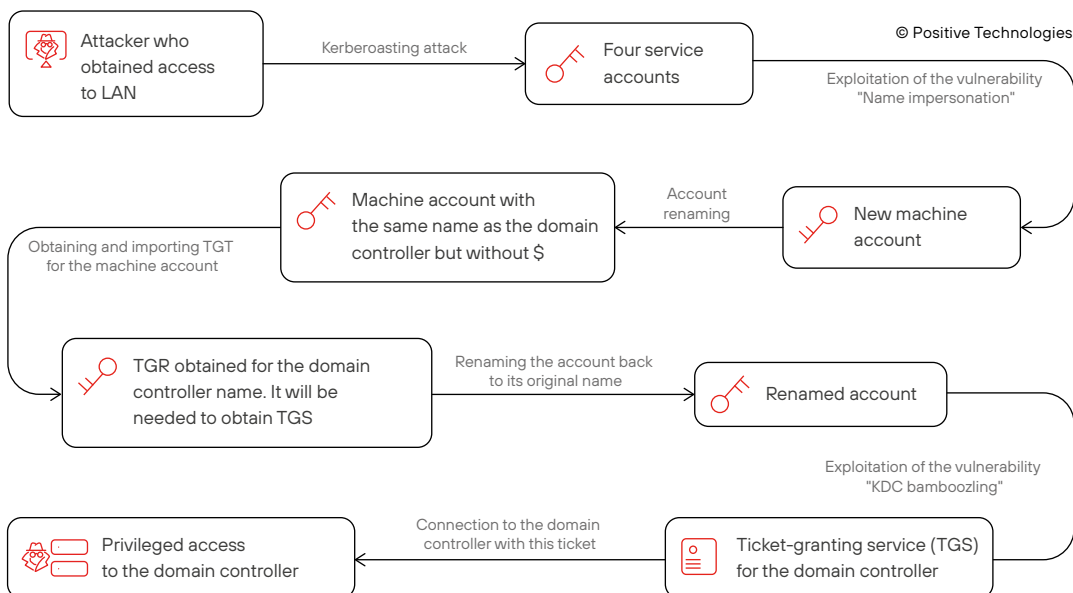 Attacker who
obtained access
to LAN
Kerberoasting attack
Four service
accounts
© Positive Technologies
Exploitation of the vulnerability
"Name impersonation"
New machine
account
Account
renaming
Machine account with
the same name as the domain
controller but without $
Obtaining and importing TGT
for the machine account
TGR obtained for the domain
controller name. It will be
needed to obtain TGS
Renaming the account back
to its original name
Renamed account
Exploitation of the vulnerability
"KDC bamboozling"
Ticket-granting service (TGS)
for the domain controller
Connection to the domain
controller with this ticket
Privileged access
to the domain controller